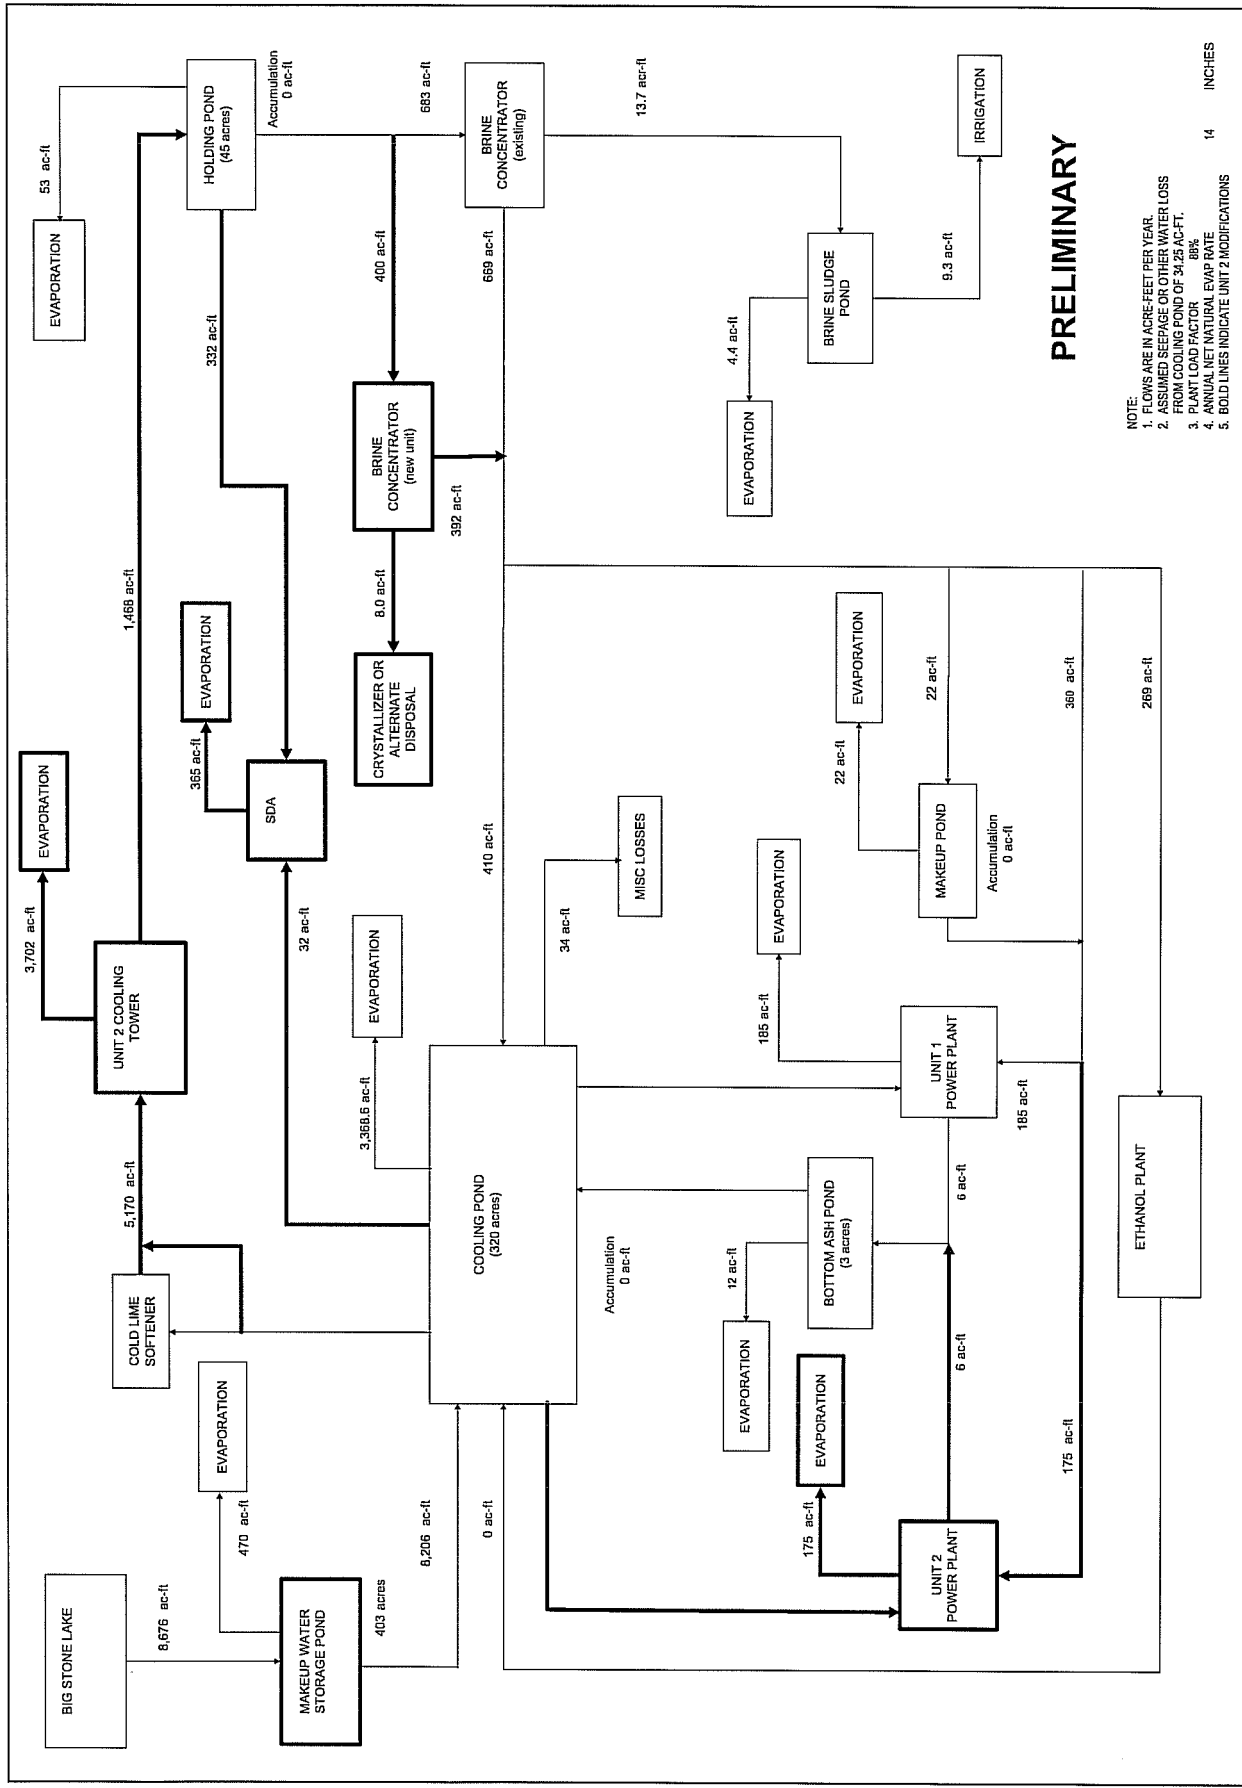 BIG STONE LAKE
8,676 ac-ft
MAKEUP WATER
STORAGE POND
470 ac-ft
EVAPORATION
403 acres
8,206 ac-ft
0 ac-ft
COLD LIME
SOFTENER
5,170 ac-ft
UNIT 2 COOLING
TOWER
3,702 ac-ft
EVAPORATION
1,468 ac-ft
HOLDING POND
(45 acres)
53 ac-ft
EVAPORATION
Accumulation
0 ac-ft
332 ac-ft
SDA
365 ac-ft
EVAPORATION
32 ac-ft
COOLING POND
(320 acres)
3,368.6 ac-ft
EVAPORATION
Accumulation
0 ac-ft
34 ac-ft
MISC LOSSES
410 ac-ft
400 ac-ft
683 ac-ft
BRINE
CONCENTRATOR
(existing)
669 ac-ft
13.7 acr-ft
BRINE
CONCENTRATOR
(new unit)
392 ac-ft
8.0 ac-ft
CRYSTALLIZER OR
ALTERNATE
DISPOSAL
BRINE SLUDGE
POND
4.4 ac-ft
EVAPORATION
9.3 ac-ft
IRRIGATION
BOTTOM ASH POND
(3 acres)
12 ac-ft
EVAPORATION
6 ac-ft
6 ac-ft
UNIT 1
POWER PLANT
185 ac-ft
EVAPORATION
185 ac-ft
MAKEUP POND
22 ac-ft
EVAPORATION
22 ac-ft
Accumulation
0 ac-ft
360 ac-ft
269 ac-ft
UNIT 2
POWER PLANT
175 ac-ft
EVAPORATION
175 ac-ft
ETHANOL PLANT
PRELIMINARY
NOTE:
1. FLOWS ARE IN ACRE-FEET PER YEAR.
2. ASSUMED SEEPAGE OR OTHER WATER LOSS
FROM COOLING POND OF 34.25 AC-FT.
3. PLANT LOAD FACTOR 88%
4. ANNUAL NET NATURAL EVAP RATE 14 INCHES
5. BOLD LINES INDICATE UNIT 2 MODIFICATIONS